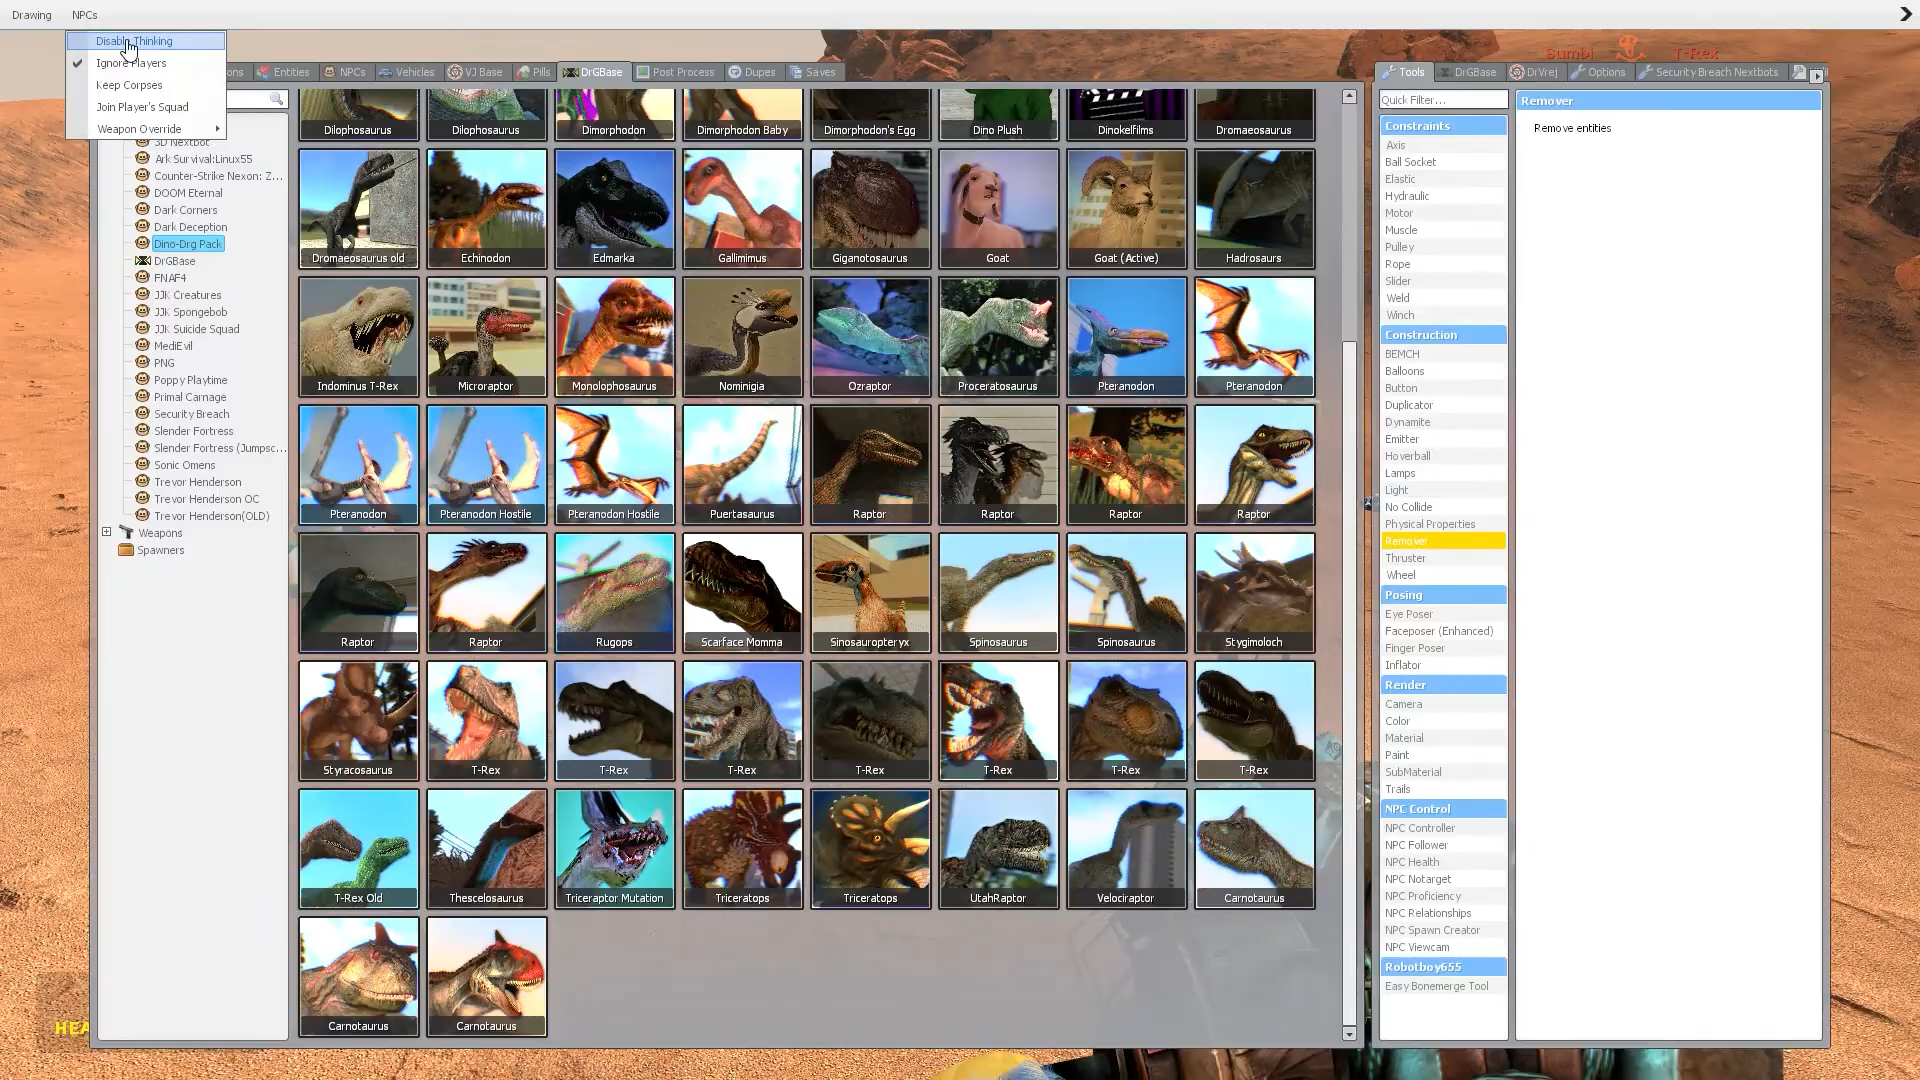 Drawing NPCs
Disable Thinking
Ignore Players
Keep Corpses
Join Player's Squad
Weapon Override
Sumbi T-Rex
ons Entities NPCs Vehicles VJ Base Pills DrGBase Post Process Dupes Saves
Tools DrGBase DrVrej Options Security Breach Nextbots
3D Nextbot
Ark Survival:Linux55
Counter-Strike Nexon: Z...
DOOM Eternal
Dark Corners
Dark Deception
Dino-Drg Pack
DrGBase
FNAF4
JJK Creatures
JJK Spongebob
JJK Suicide Squad
MediEvil
PNG
Poppy Playtime
Primal Carnage
Security Breach
Slender Fortress
Slender Fortress (Jumpsc...
Sonic Omens
Trevor Henderson
Trevor Henderson OC
Trevor Henderson(OLD)
Weapons
Spawners
Dilophosaurus Dilophosaurus Dimorphodon Dimorphodon Baby Dimorphodon's Egg Dino Plush Dinokelfilms Dromaeosaurus
Dromaeosaurus old Echinodon Edmarka Gallimimus Giganotosaurus Goat Goat (Active) Hadrosaurs
Indominus T-Rex Microraptor Monolophosaurus Nominigia Ozraptor Proceratosaurus Pteranodon Pteranodon
Pteranodon Pteranodon Hostile Pteranodon Hostile Puertasaurus Raptor Raptor Raptor Raptor
Raptor Raptor Rugops Scarface Momma Sinosauropteryx Spinosaurus Spinosaurus Stygimoloch
Styracosaurus T-Rex T-Rex T-Rex T-Rex T-Rex T-Rex T-Rex
T-Rex Old Thescelosaurus Triceraptor Mutation Triceratops Triceratops UtahRaptor Velociraptor Carnotaurus
Carnotaurus Carnotaurus
Quick Filter...
Constraints
Axis
Ball Socket
Elastic
Hydraulic
Motor
Muscle
Pulley
Rope
Slider
Weld
Winch
Construction
BEMCH
Balloons
Button
Duplicator
Dynamite
Emitter
Hoverball
Lamps
Light
No Collide
Physical Properties
Remover
Thruster
Wheel
Posing
Eye Poser
Faceposer (Enhanced)
Finger Poser
Inflator
Render
Camera
Color
Material
Paint
SubMaterial
Trails
NPC Control
NPC Controller
NPC Follower
NPC Health
NPC Notarget
NPC Proficiency
NPC Relationships
NPC Spawn Creator
NPC Viewcam
Robotboy655
Easy Bonemerge Tool
Remover
Remove entities
HEA